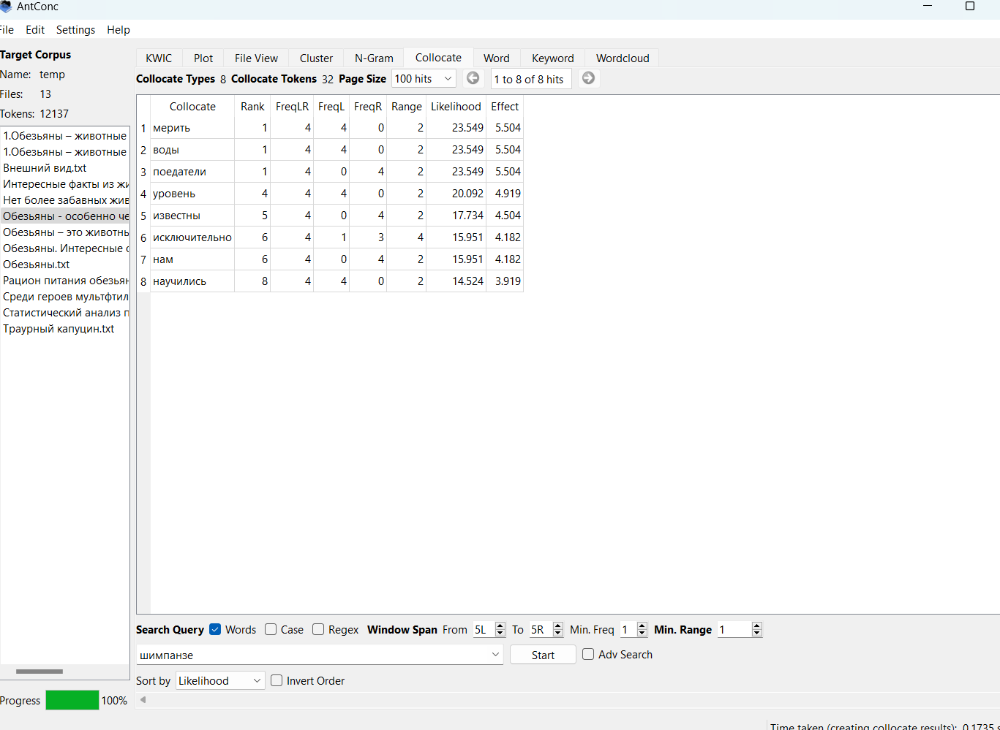 AntConc
File Edit Settings Help
Target Corpus
Name: temp
Files: 13
Tokens: 12137
1.Обезьяны – животные
1.Обезьяны – животные
Внешний вид.txt
Интересные факты из жи
Нет более забавных жив
Обезьяны - особенно че
Обезьяны – это животнь
Обезьяны. Интересные с
Обезьяны.txt
Рацион питания обезьян
Среди героев мультфтил
Статистический анализ п
Траурный капуцин.txt
Progress 100%
KWIC Plot File View Cluster N-Gram Collocate Word Keyword Wordcloud
Collocate Types 8 Collocate Tokens 32 Page Size 100 hits 1 to 8 of 8 hits
Collocate Rank FreqLR FreqL FreqR Range Likelihood Effect
1 мерить 1 4 4 0 2 23.549 5.504
2 воды 1 4 4 0 2 23.549 5.504
3 поедатели 1 4 0 4 2 23.549 5.504
4 уровень 4 4 4 0 2 20.092 4.919
5 известны 5 4 0 4 2 17.734 4.504
6 исключительно 6 4 1 3 4 15.951 4.182
7 нам 6 4 0 4 2 15.951 4.182
8 научились 8 4 4 0 2 14.524 3.919
Search Query Words Case Regex Window Span From 5L To 5R Min. Freq 1 Min. Range 1
шимпанзе Start Adv Search
Sort by Likelihood Invert Order
Time taken (creating collocate results): 0.1735 s